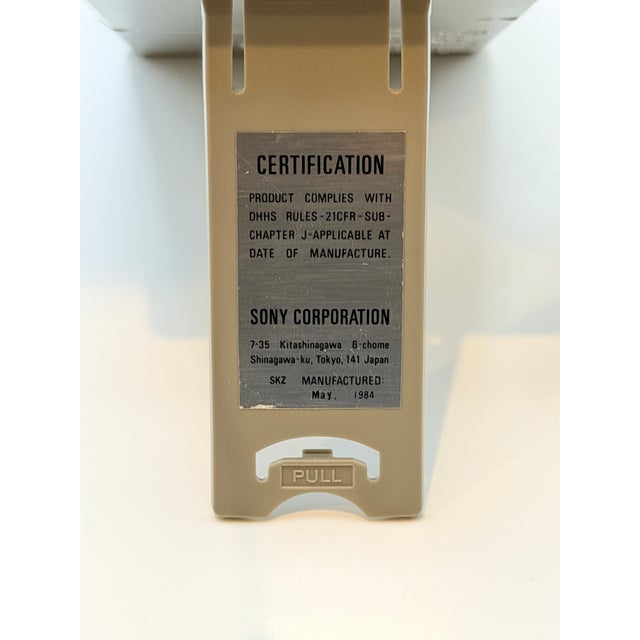 CERTIFICATION
PRODUCT COMPLIES WITH
DHHS RULES-21CFR-SUB-
CHAPTER J-APPLICABLE AT
DATE OF MANUFACTURE.
SONY CORPORATION
7-35 Kitashinagawa 6-chome
Shinagawa-ku, Tokyo, 141 Japan
SKZ MANUFACTURED:
May, 1984
PULL